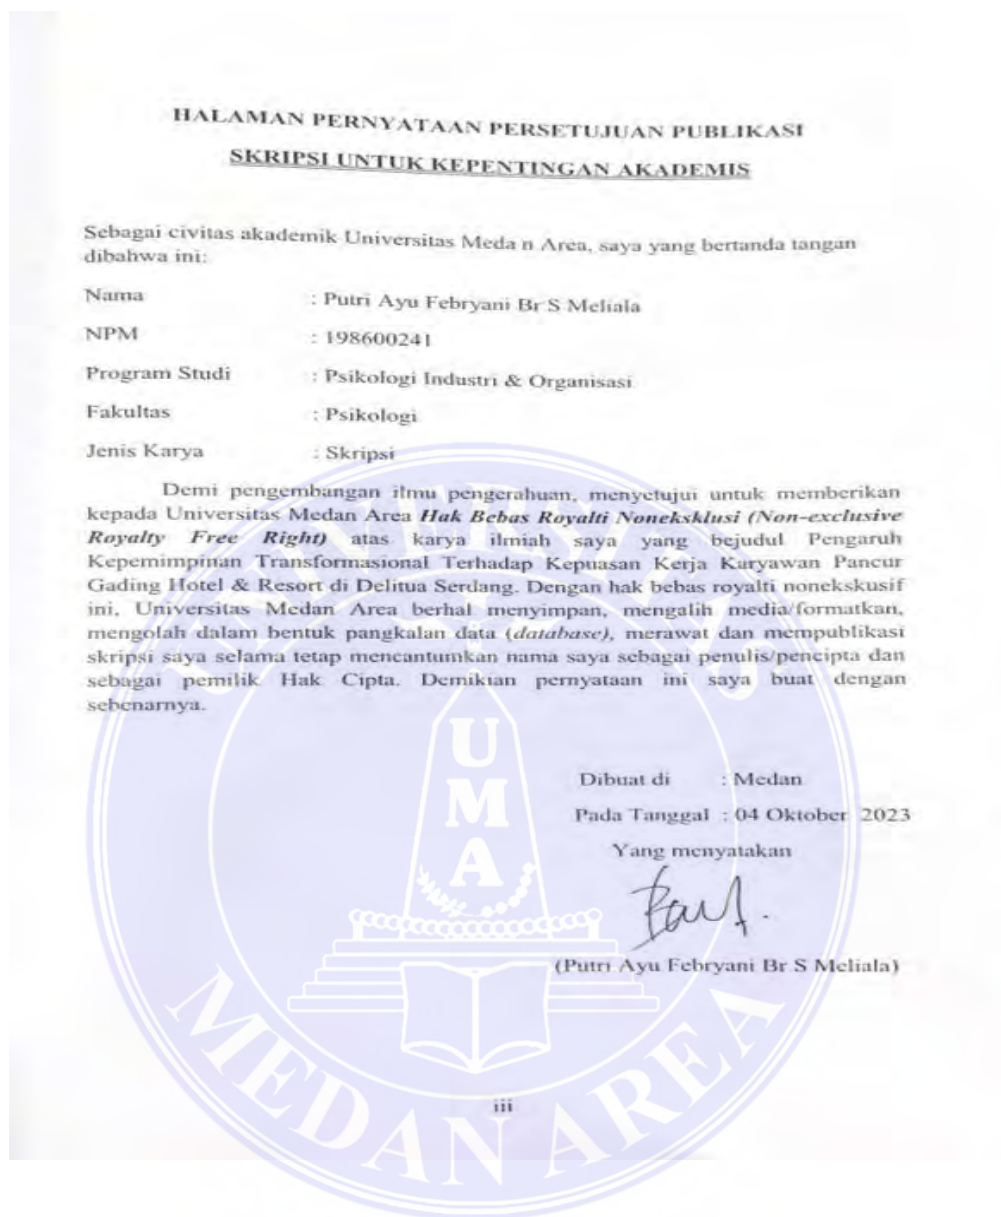 HALAMAN PERNYATAAN PERSETUJUAN PUBLIKASI
SKRIPSI UNTUK KEPENTINGAN AKADEMIS
Sebagai civitas akademik Universitas Meda n Area, saya yang bertanda tangan
dibahwa ini:
Nama : Putri Ayu Febryani Br S Meliala
NPM : 198600241
Program Studi : Psikologi Industri & Organisasi
Fakultas : Psikologi
Jenis Karya : Skripsi
Demi pengembangan ilmu pengerahuan, menyetujui untuk memberikan
kepada Universitas Medan Area Hak Bebas Royalti Noneksklusi (Non-exclusive
Royalty Free Right) atas karya ilmiah saya yang bejudul Pengaruh
Kepemimpinan Transformasional Terhadap Kepuasan Kerja Karyawan Pancur
Gading Hotel & Resort di Delitua Serdang. Dengan hak bebas royalti nonekskusif
ini, Universitas Medan Area berhal menyimpan, mengalih media/formatkan,
mengolah dalam bentuk pangkalan data (database), merawat dan mempublikasi
skripsi saya selama tetap mencantumkan nama saya sebagai penulis/pencipta dan
sebagai pemilik Hak Cipta. Demikian pernyataan ini saya buat dengan
sebenarnya.
Dibuat di : Medan
Pada Tanggal : 04 Oktober 2023
Yang menyatakan
(Putri Ayu Febryani Br S Meliala)
iii
UNIVERSITAS
UMA
MEDAN AREA